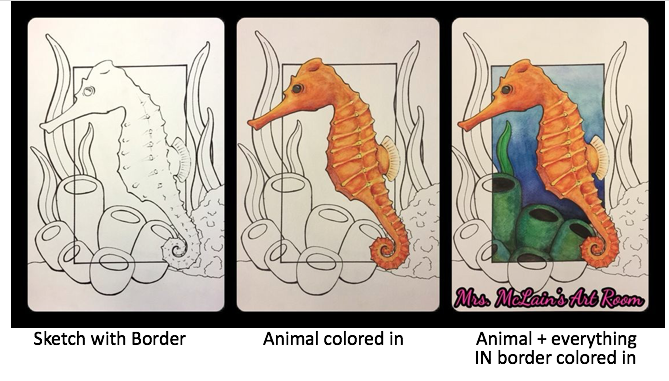 Mrs. McLain's Art Room
Sketch with Border
Animal colored in
Animal + everything
IN border colored in